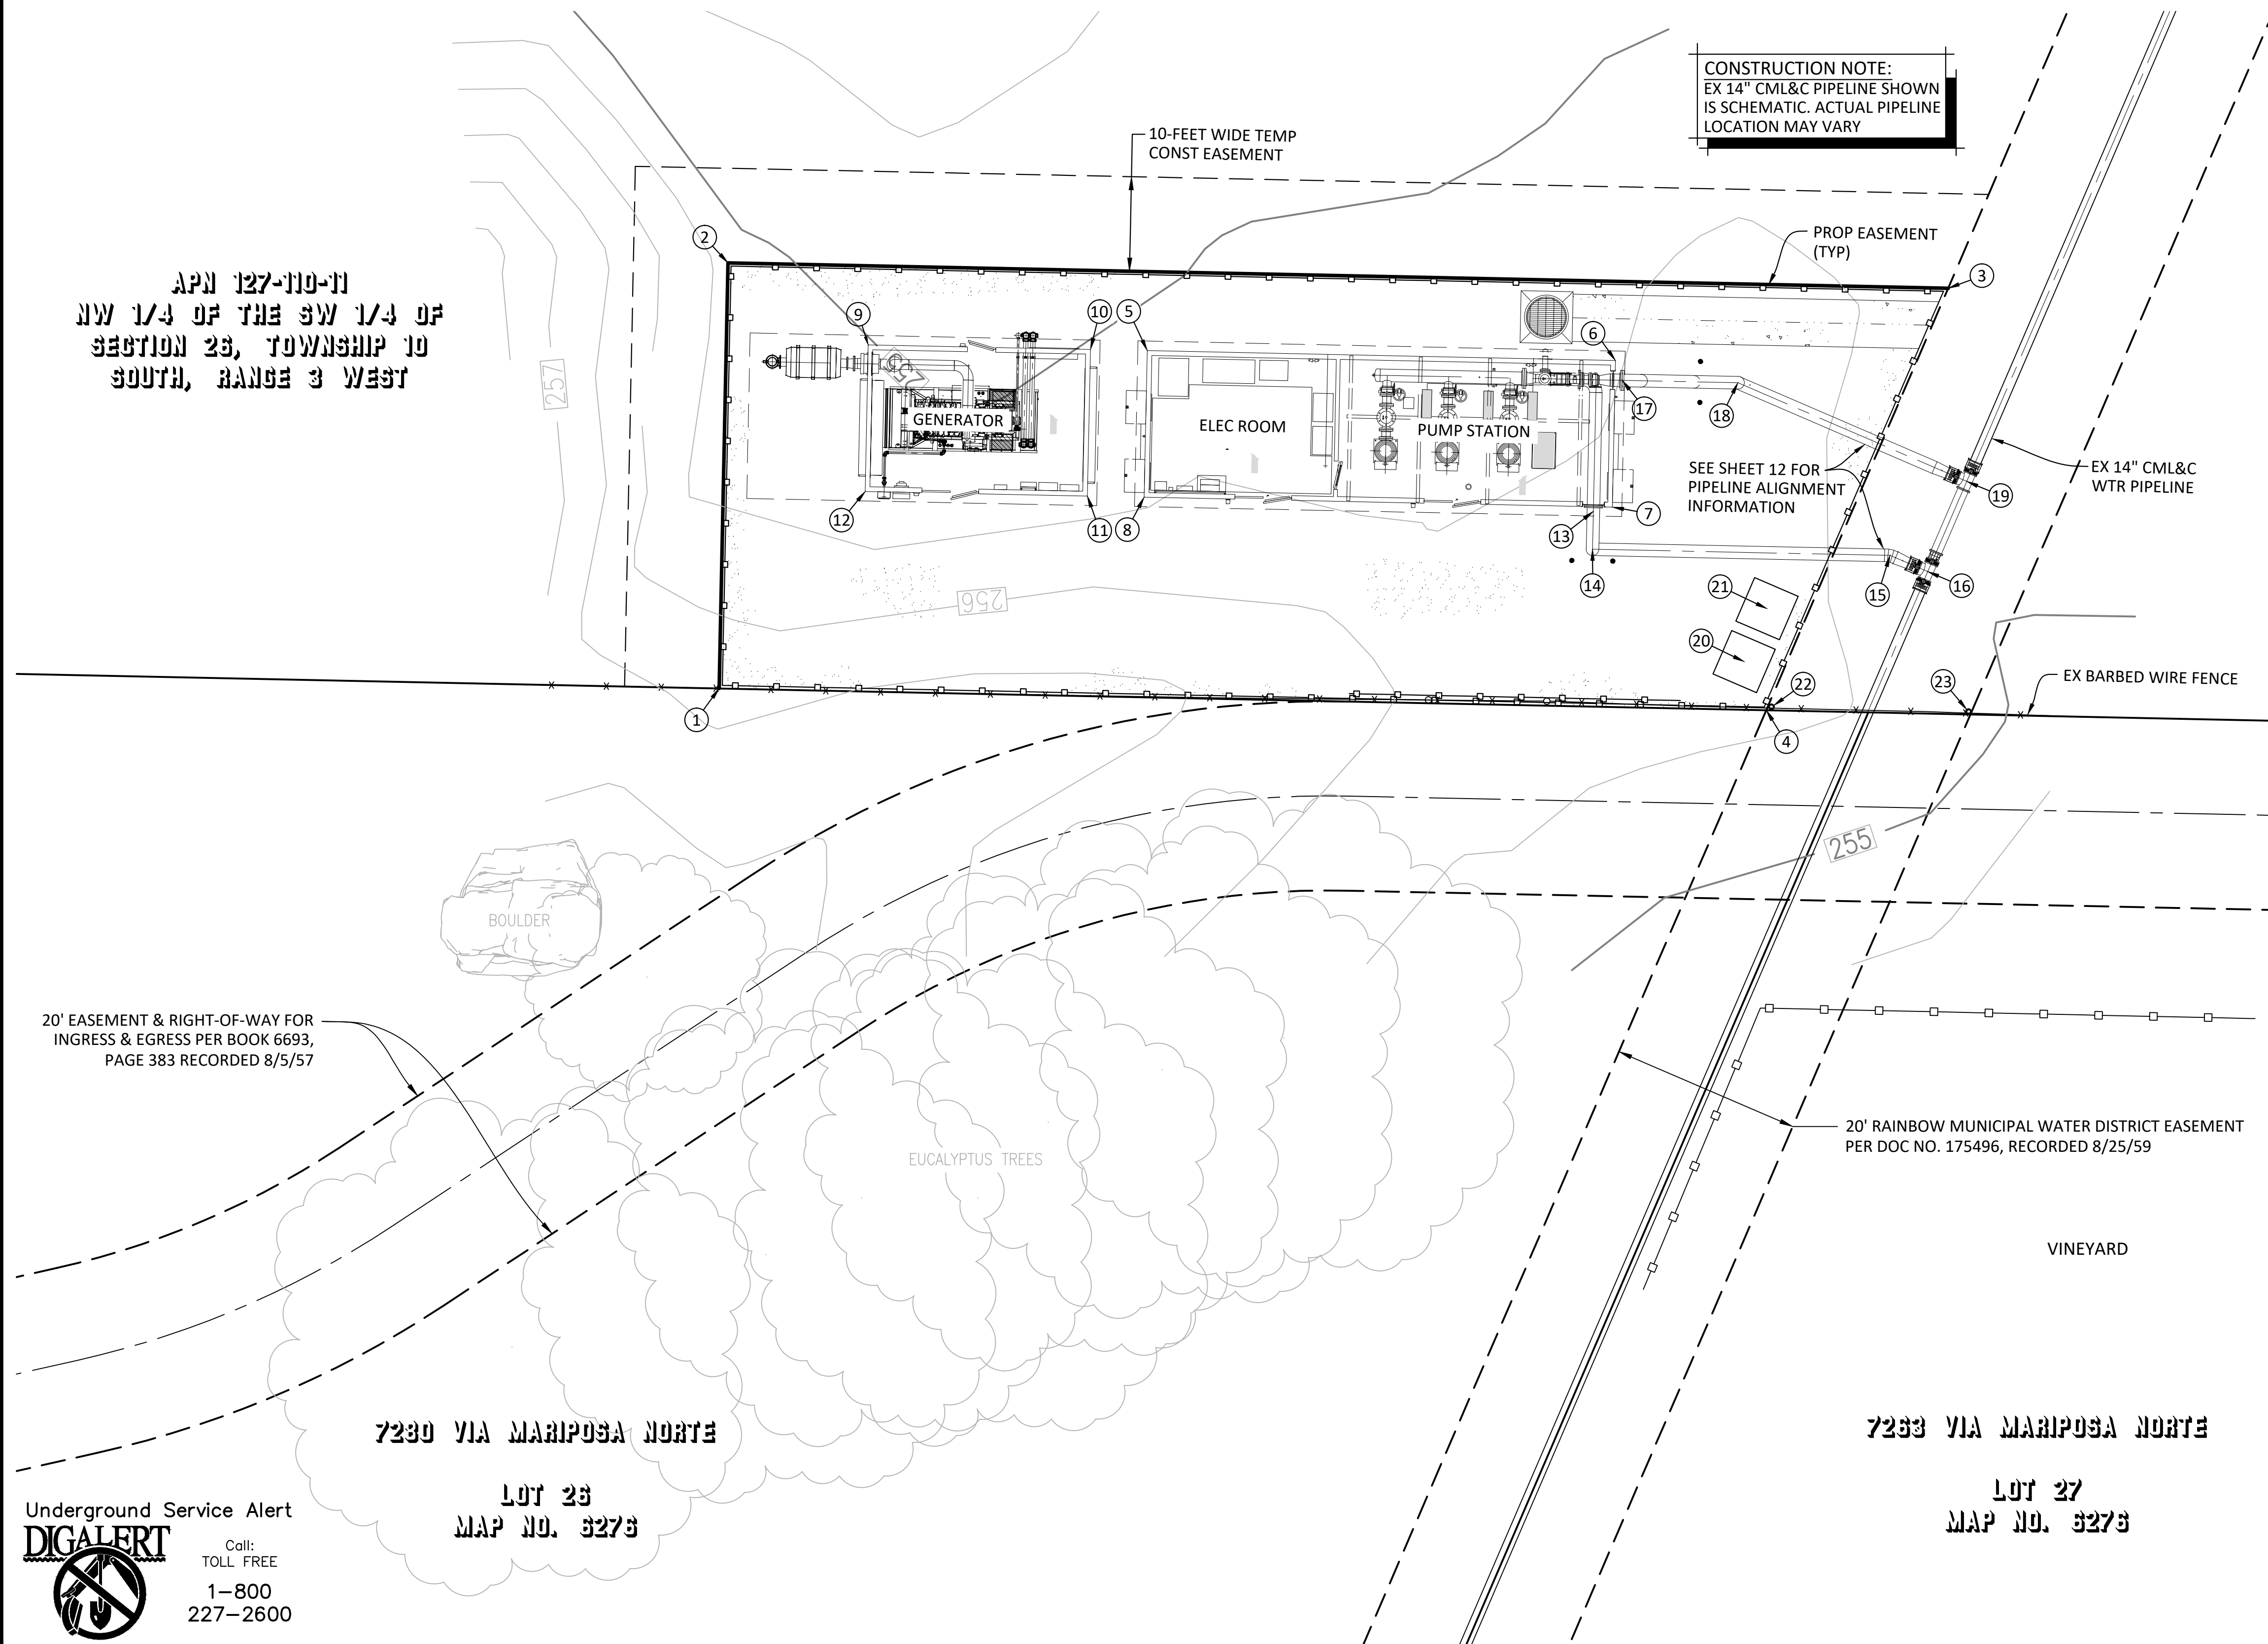 CONSTRUCTION NOTE:
EX 14" CML&C PIPELINE SHOWN
IS SCHEMATIC. ACTUAL PIPELINE
LOCATION MAY VARY
10-FEET WIDE TEMP
CONST EASEMENT
PROP EASEMENT
(TYP)
2
3
APN 127-110-11
NW 1/4 OF THE SW 1/4 OF
SECTION 26, TOWNSHIP 10
SOUTH, RANGE 3 WEST
9
10
5
6
257
255
GENERATOR
ELEC ROOM
PUMP STATION
17
18
SEE SHEET 12 FOR
PIPELINE ALIGNMENT
INFORMATION
EX 14" CML&C
WTR PIPELINE
19
12
11
8
13
7
14
15
16
21
20
256
22
23
EX BARBED WIRE FENCE
1
4
255
BOULDER
20' EASEMENT & RIGHT-OF-WAY FOR
INGRESS & EGRESS PER BOOK 6693,
PAGE 383 RECORDED 8/5/57
EUCALYPTUS TREES
20' RAINBOW MUNICIPAL WATER DISTRICT EASEMENT
PER DOC NO. 175496, RECORDED 8/25/59
VINEYARD
7280 VIA MARIPOSA NORTE
LOT 26
MAP NO. 6276
7263 VIA MARIPOSA NORTE
LOT 27
MAP NO. 6276
Underground Service Alert
DIGALERT
Call:
TOLL FREE
1-800
227-2600